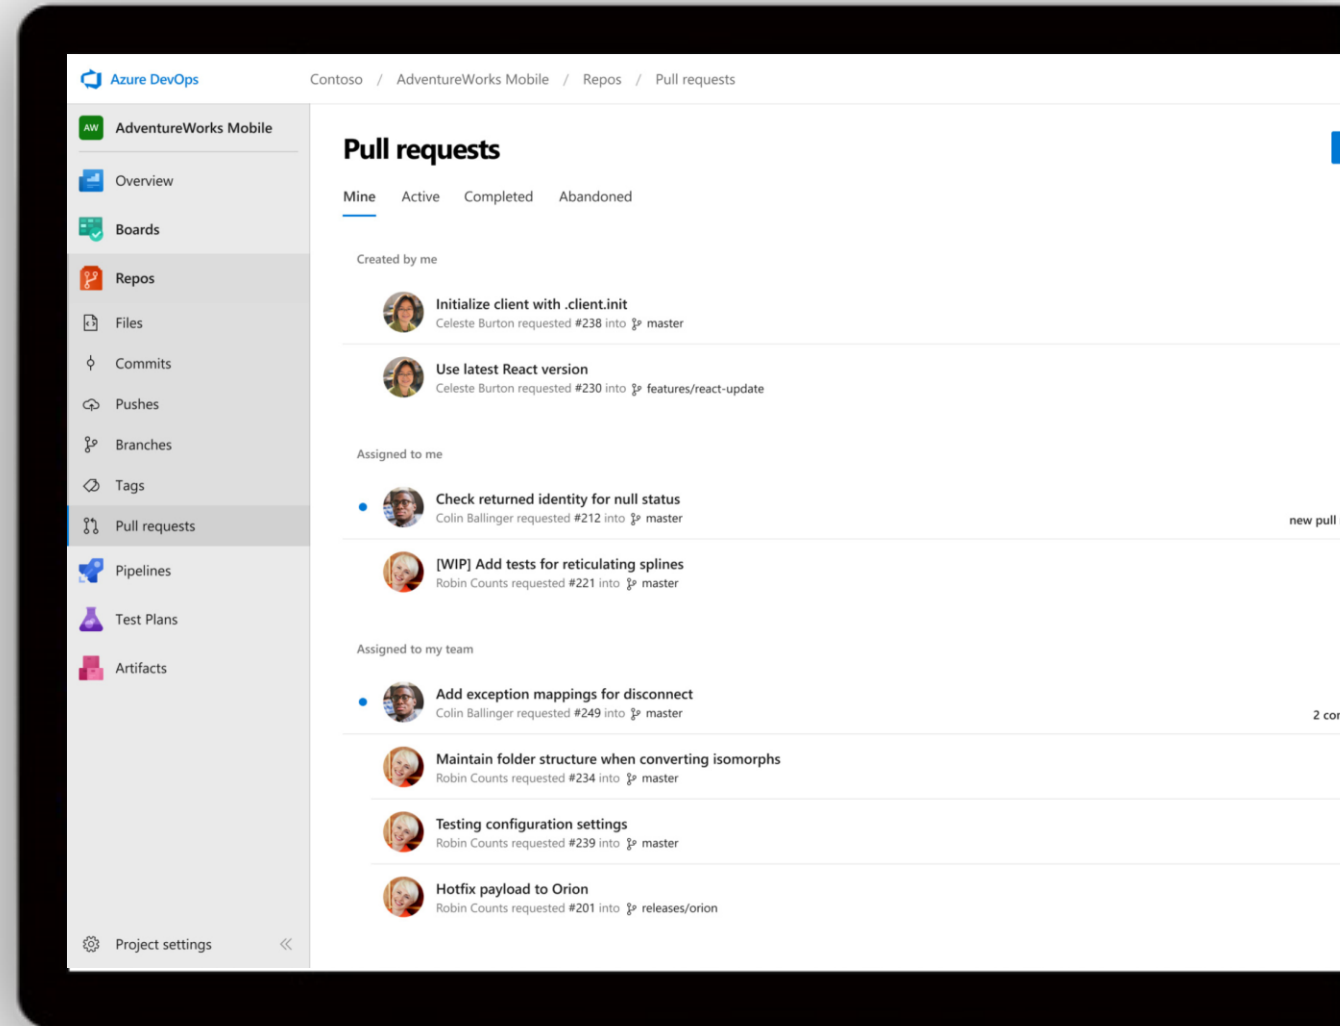 Azure DevOps
Contoso / AdventureWorks Mobile / Repos / Pull requests
AW AdventureWorks Mobile
Overview
Boards
Repos
Files
Commits
Pushes
Branches
Tags
Pull requests
Pipelines
Test Plans
Artifacts
Project settings
Pull requests
Mine Active Completed Abandoned
Created by me
Initialize client with .client.init
Celeste Burton requested #238 into master
Use latest React version
Celeste Burton requested #230 into features/react-update
Assigned to me
Check returned identity for null status
Colin Ballinger requested #212 into master
new pull
[WIP] Add tests for reticulating splines
Robin Counts requested #221 into master
Assigned to my team
Add exception mappings for disconnect
Colin Ballinger requested #249 into master
2
Maintain folder structure when converting isomorphs
Robin Counts requested #234 into master
Testing configuration settings
Robin Counts requested #239 into master
Hotfix payload to Orion
Robin Counts requested #201 into releases/orion